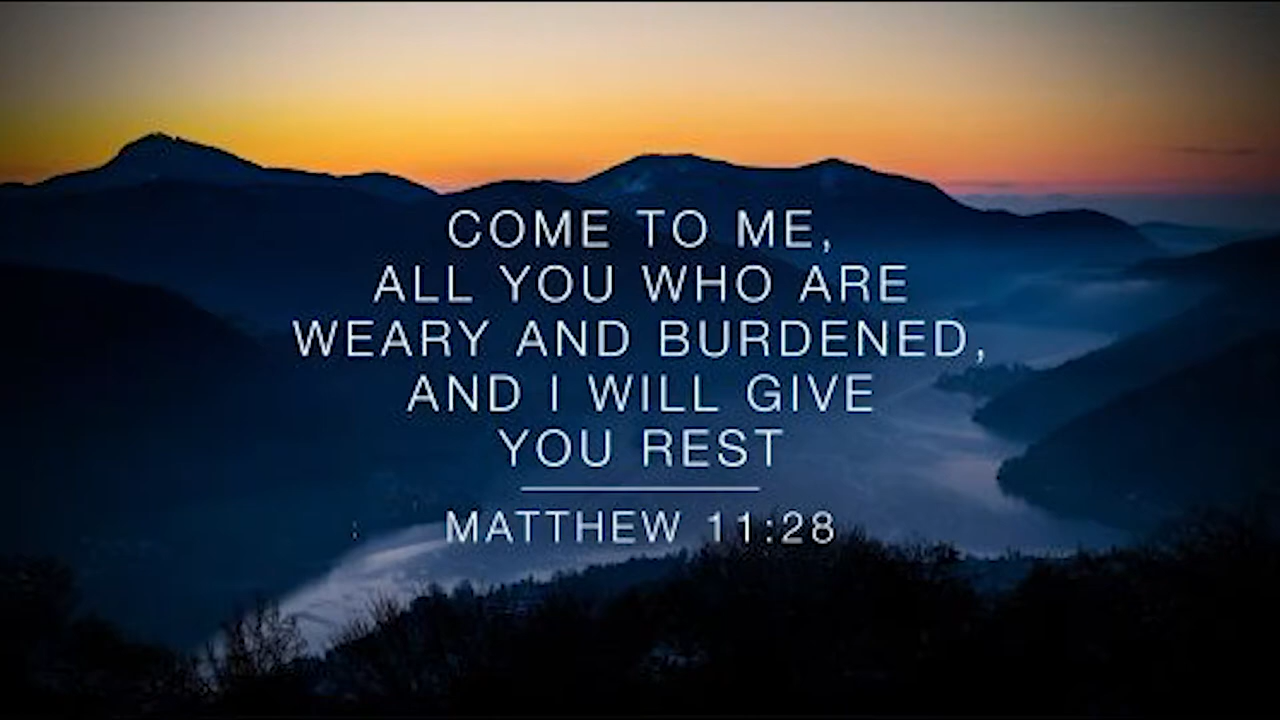 COME TO ME,
ALL YOU WHO ARE
WEARY AND BURDENED,
AND I WILL GIVE
YOU REST
MATTHEW 11:28